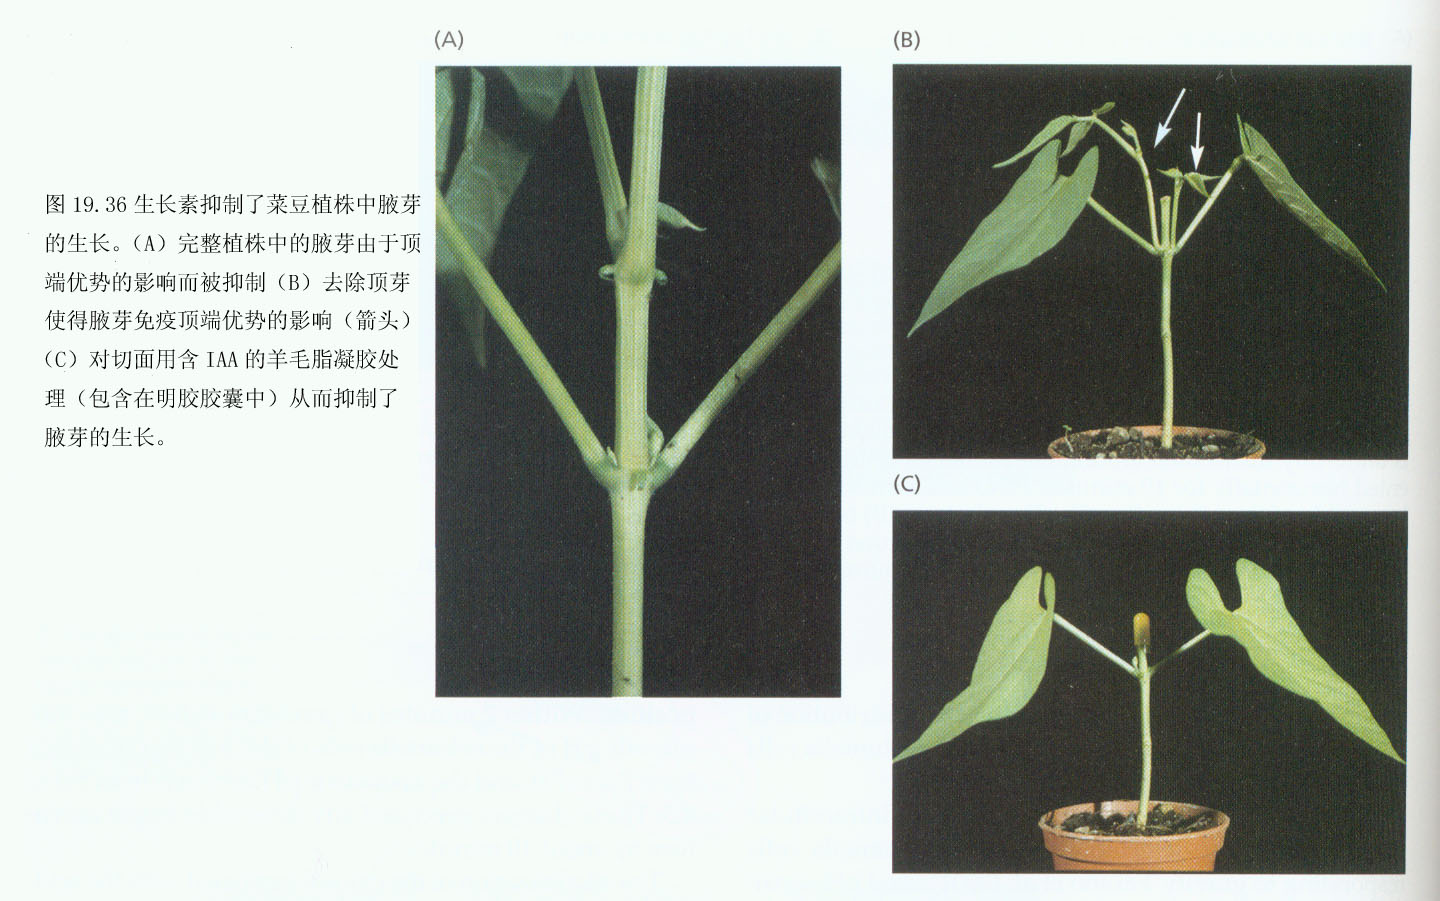 图 19.36 生长素抑制了菜豆植株中腋芽
的生长。(A) 完整植株中的腋芽由于顶
端优势的影响而被抑制 (B) 去除顶芽
使得腋芽免疫顶端优势的影响 (箭头)
(C) 对切面用含 IAA 的羊毛脂凝胶处
理 (包含在明胶胶囊中) 从而抑制了
腋芽的生长。
(A)
(B)
(C)